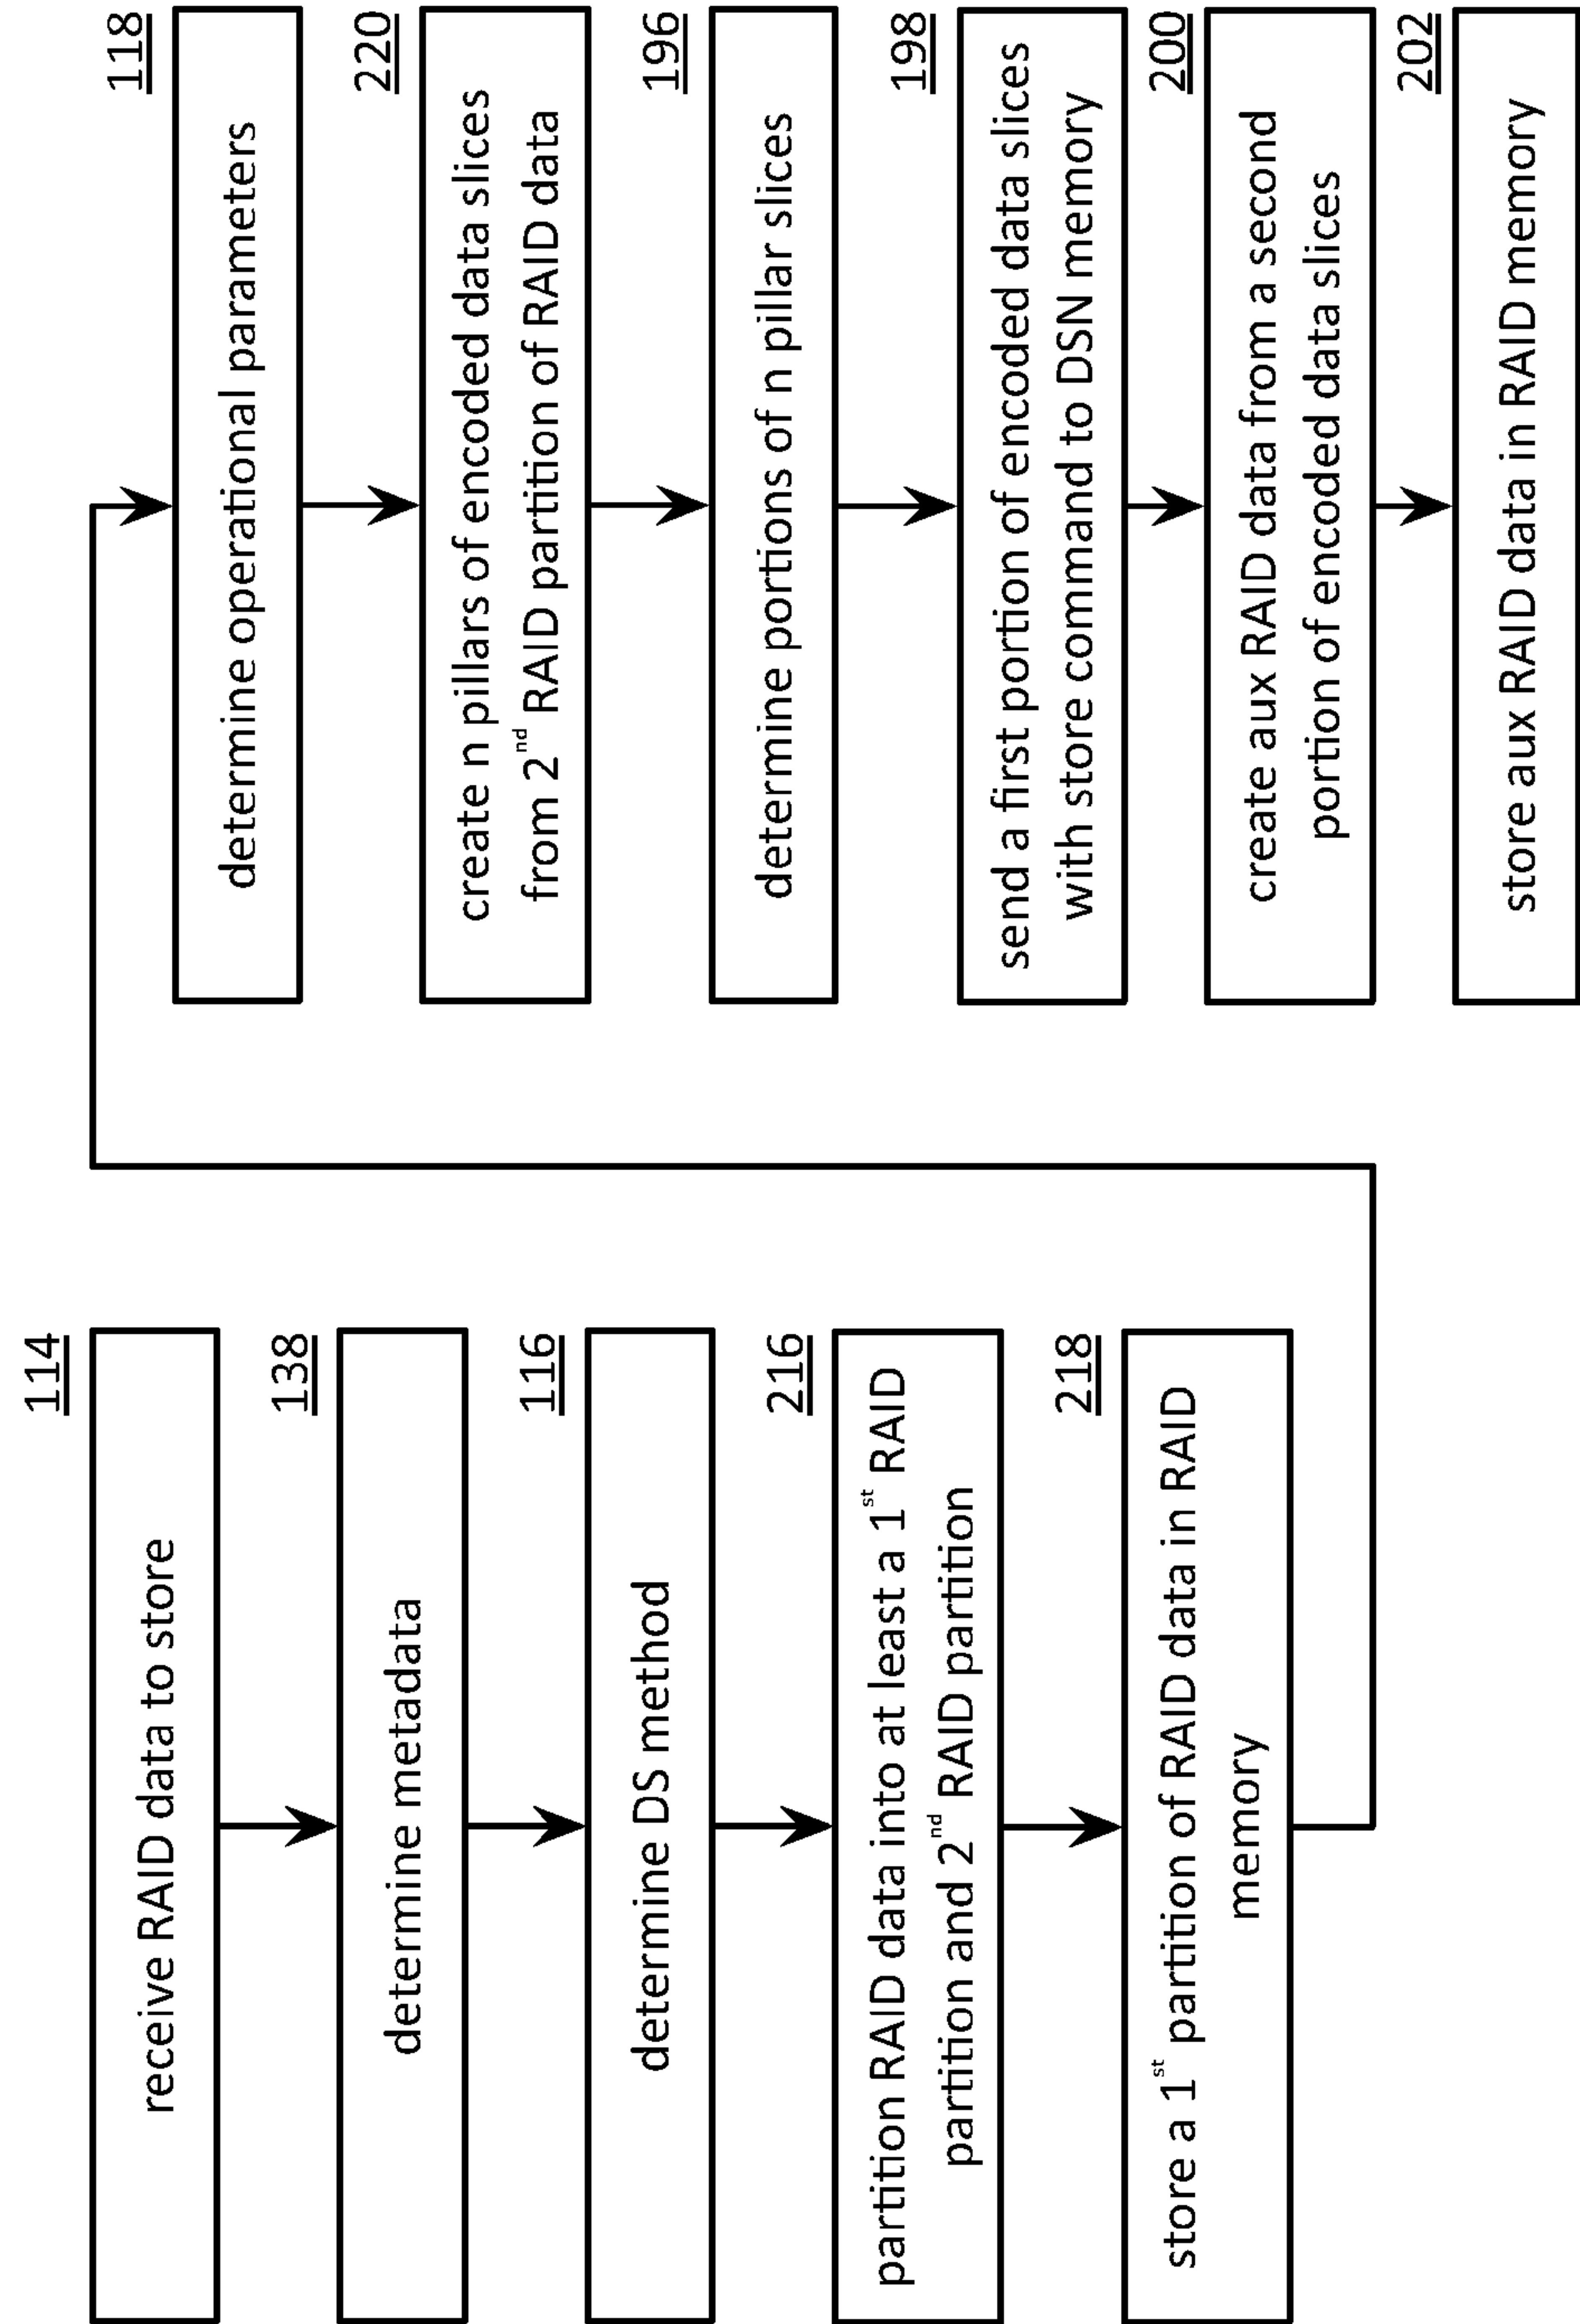 114
receive RAID data to store
138
determine metadata
116
determine DS method
216
partition RAID data into at least a 1st RAID
partition and 2nd RAID partition
218
store a 1st partition of RAID data in RAID
memory
118
determine operational parameters
220
create n pillars of encoded data slices
from 2nd RAID partition of RAID data
196
determine portions of n pillar slices
198
send a first portion of encoded data slices
with store command to DSN memory
200
create aux RAID data from a second
portion of encoded data slices
202
store aux RAID data in RAID memory